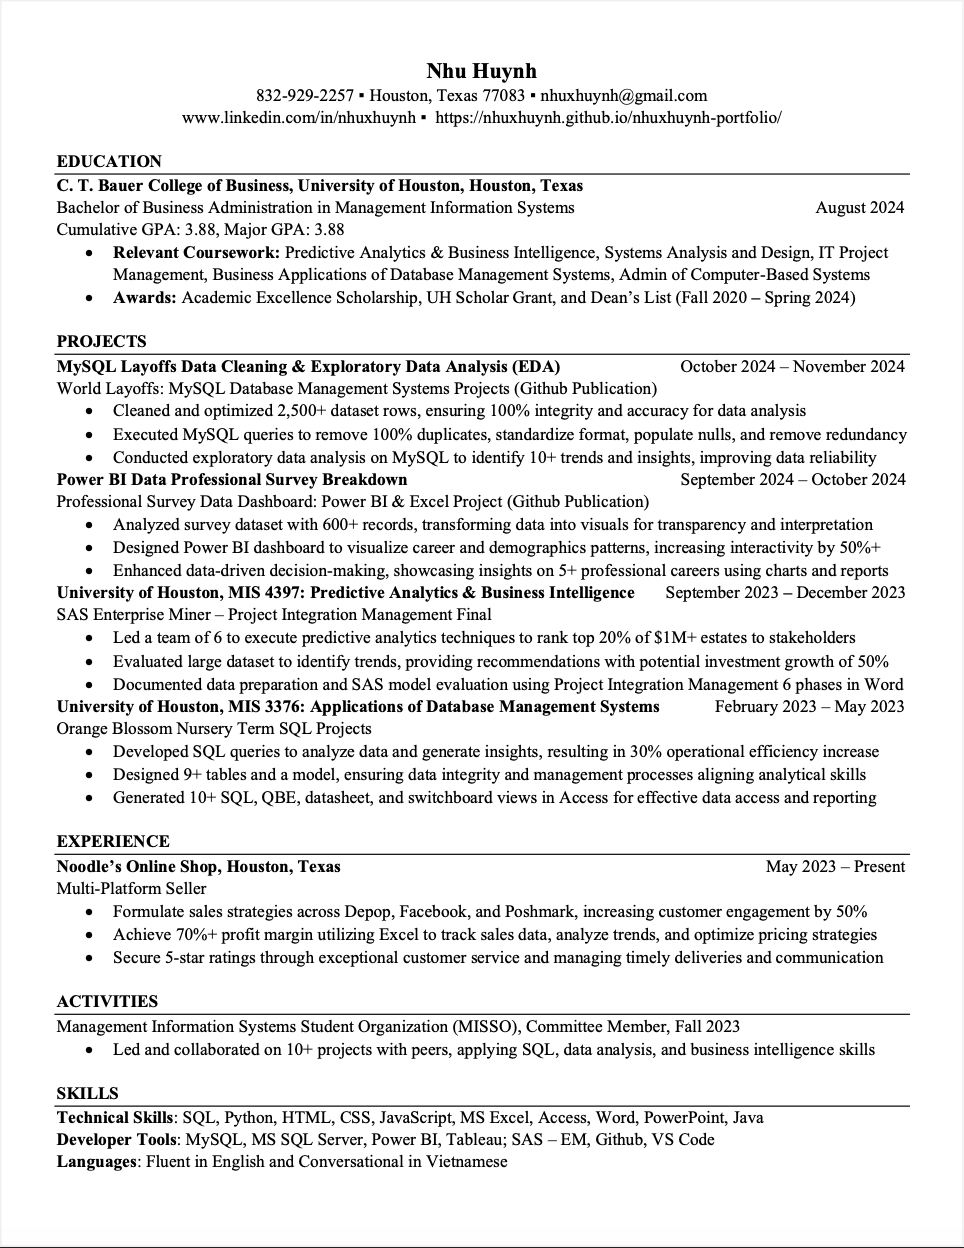 Nhu Huynh
832-929-2257 ▪ Houston, Texas 77083 ▪ nhuxhuynh@gmail.com
www.linkedin.com/in/nhuxhuynh ▪ https://nhuxhuynh.github.io/nhuxhuynh-portfolio/
EDUCATION
C. T. Bauer College of Business, University of Houston, Houston, Texas
Bachelor of Business Administration in Management Information Systems August 2024
Cumulative GPA: 3.88, Major GPA: 3.88
• Relevant Coursework: Predictive Analytics & Business Intelligence, Systems Analysis and Design, IT Project
Management, Business Applications of Database Management Systems, Admin of Computer-Based Systems
• Awards: Academic Excellence Scholarship, UH Scholar Grant, and Dean's List (Fall 2020 – Spring 2024)
PROJECTS
MySQL Layoffs Data Cleaning & Exploratory Data Analysis (EDA) October 2024 – November 2024
World Layoffs: MySQL Database Management Systems Projects (Github Publication)
• Cleaned and optimized 2,500+ dataset rows, ensuring 100% integrity and accuracy for data analysis
• Executed MySQL queries to remove 100% duplicates, standardize format, populate nulls, and remove redundancy
• Conducted exploratory data analysis on MySQL to identify 10+ trends and insights, improving data reliability
Power BI Data Professional Survey Breakdown September 2024 – October 2024
Professional Survey Data Dashboard: Power BI & Excel Project (Github Publication)
• Analyzed survey dataset with 600+ records, transforming data into visuals for transparency and interpretation
• Designed Power BI dashboard to visualize career and demographics patterns, increasing interactivity by 50%+
• Enhanced data-driven decision-making, showcasing insights on 5+ professional careers using charts and reports
University of Houston, MIS 4397: Predictive Analytics & Business Intelligence September 2023 – December 2023
SAS Enterprise Miner – Project Integration Management Final
• Led a team of 6 to execute predictive analytics techniques to rank top 20% of $1M+ estates to stakeholders
• Evaluated large dataset to identify trends, providing recommendations with potential investment growth of 50%
• Documented data preparation and SAS model evaluation using Project Integration Management 6 phases in Word
University of Houston, MIS 3376: Applications of Database Management Systems February 2023 – May 2023
Orange Blossom Nursery Term SQL Projects
• Developed SQL queries to analyze data and generate insights, resulting in 30% operational efficiency increase
• Designed 9+ tables and a model, ensuring data integrity and management processes aligning analytical skills
• Generated 10+ SQL, QBE, datasheet, and switchboard views in Access for effective data access and reporting
EXPERIENCE
Noodle's Online Shop, Houston, Texas May 2023 – Present
Multi-Platform Seller
• Formulate sales strategies across Depop, Facebook, and Poshmark, increasing customer engagement by 50%
• Achieve 70%+ profit margin utilizing Excel to track sales data, analyze trends, and optimize pricing strategies
• Secure 5-star ratings through exceptional customer service and managing timely deliveries and communication
ACTIVITIES
Management Information Systems Student Organization (MISSO), Committee Member, Fall 2023
• Led and collaborated on 10+ projects with peers, applying SQL, data analysis, and business intelligence skills
SKILLS
Technical Skills: SQL, Python, HTML, CSS, JavaScript, MS Excel, Access, Word, PowerPoint, Java
Developer Tools: MySQL, MS SQL Server, Power BI, Tableau; SAS – EM, Github, VS Code
Languages: Fluent in English and Conversational in Vietnamese